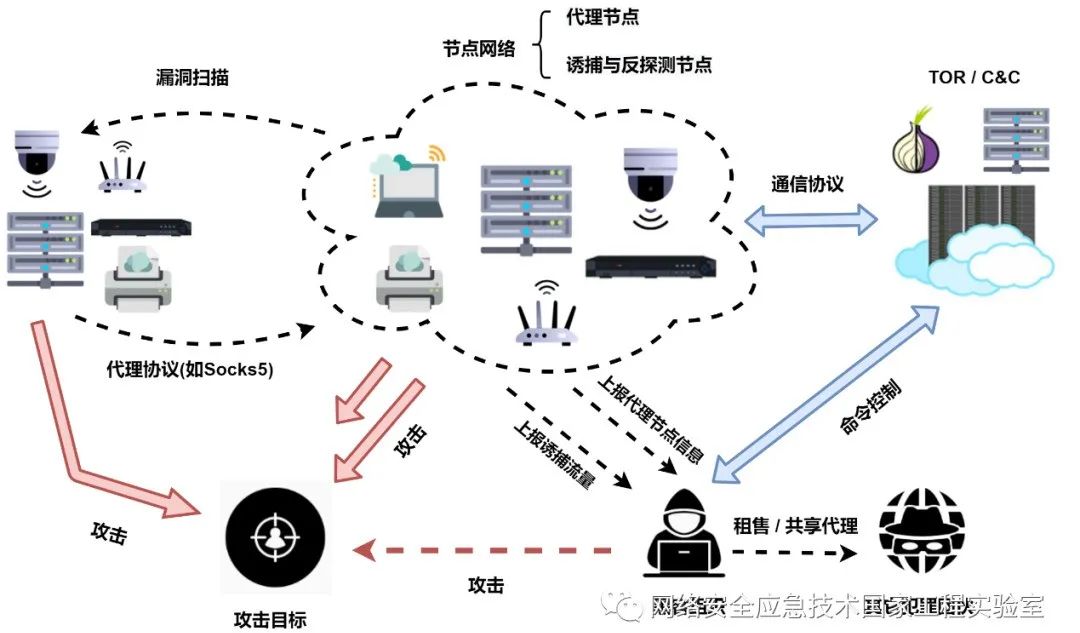 代理节点
节点网络
诱捕与反探测节点
漏洞扫描
TOR / C&C
通信协议
代理协议(如Socks5)
上报代理节点信息
上报诱捕流量
命令控制
攻击
攻击
租售 / 共享代理
攻击
攻击目标
网络安全应急技术国家工程实验室